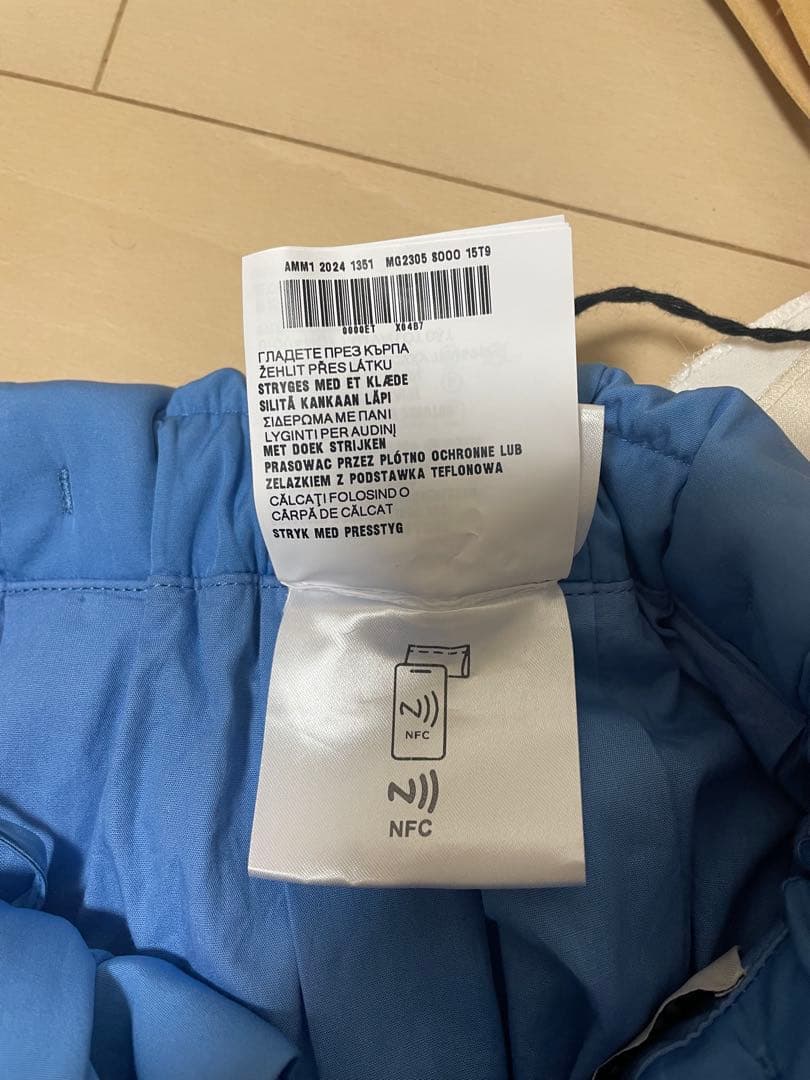 AMM1 2024 1351 MG2305 S000 15T9
0000ET X04B7
ГЛАДЕТЕ ПРЕЗ КЪРПА
ŽEHLIT PŘES LÁTKU
STRYGES MED ET KLÆDE
SILITÄ KANKAAN LÄPI
ΣΙΔΕΡΩΜΑ ΜΕ ΠΑΝΙ
LYGINTI PER AUDINĮ
MET DOEK STRIJKEN
PRASOWAC PRZEZ PŁÓTNO OCHRONNE LUB
ZELAZKIEM Z PODSTAWKA TEFLONOWA
CĂLCAŢI FOLOSIND O
CÂRPĂ DE CĂLCAT
STRYK MED PRESSTYG
NFC
NFC